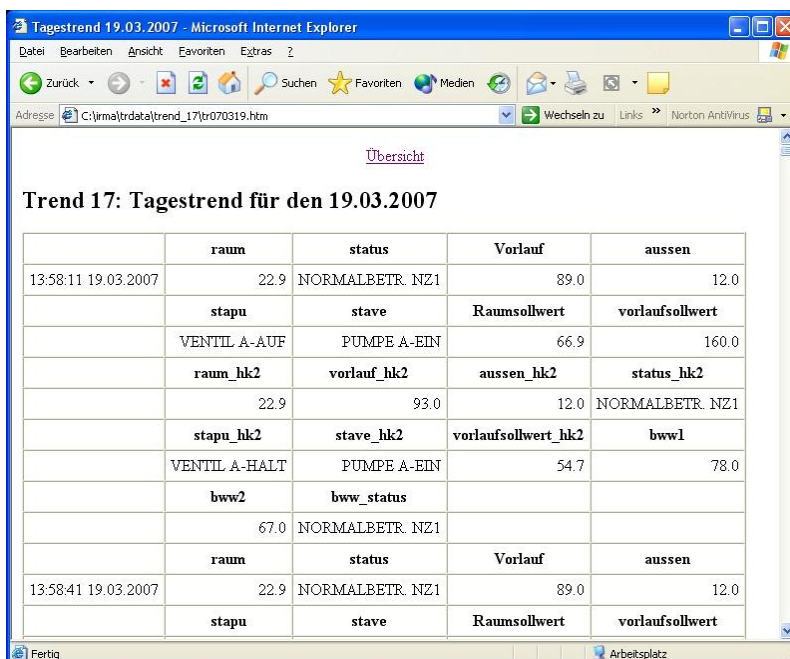 Tagestrend 19.03.2007 - Microsoft Internet Explorer
Datei Bearbeiten Ansicht Favoriten Extras ?
Zurück Suchen Favoriten Medien
Adresse C:\irma\trdata\trend_17\tr070319.htm Wechseln zu Links » Norton AntiVirus
Übersicht
Trend 17: Tagestrend für den 19.03.2007
raum status Vorlauf aussen
13:58:11 19.03.2007 22.9 NORMALBETR. NZ1 89.0 12.0
stapu stave Raumsollwert vorlaufsollwert
VENTIL A-AUF PUMPE A-EIN 66.9 160.0
raum_hk2 vorlauf_hk2 aussen_hk2 status_hk2
22.9 93.0 12.0 NORMALBETR. NZ1
stapu_hk2 stave_hk2 vorlaufsollwert_hk2 bww1
VENTIL A-HALT PUMPE A-EIN 54.7 78.0
bww2 bww_status
67.0 NORMALBETR. NZ1
raum status Vorlauf aussen
13:58:41 19.03.2007 22.9 NORMALBETR. NZ1 89.0 12.0
stapu stave Raumsollwert vorlaufsollwert
Fertig Arbeitsplatz